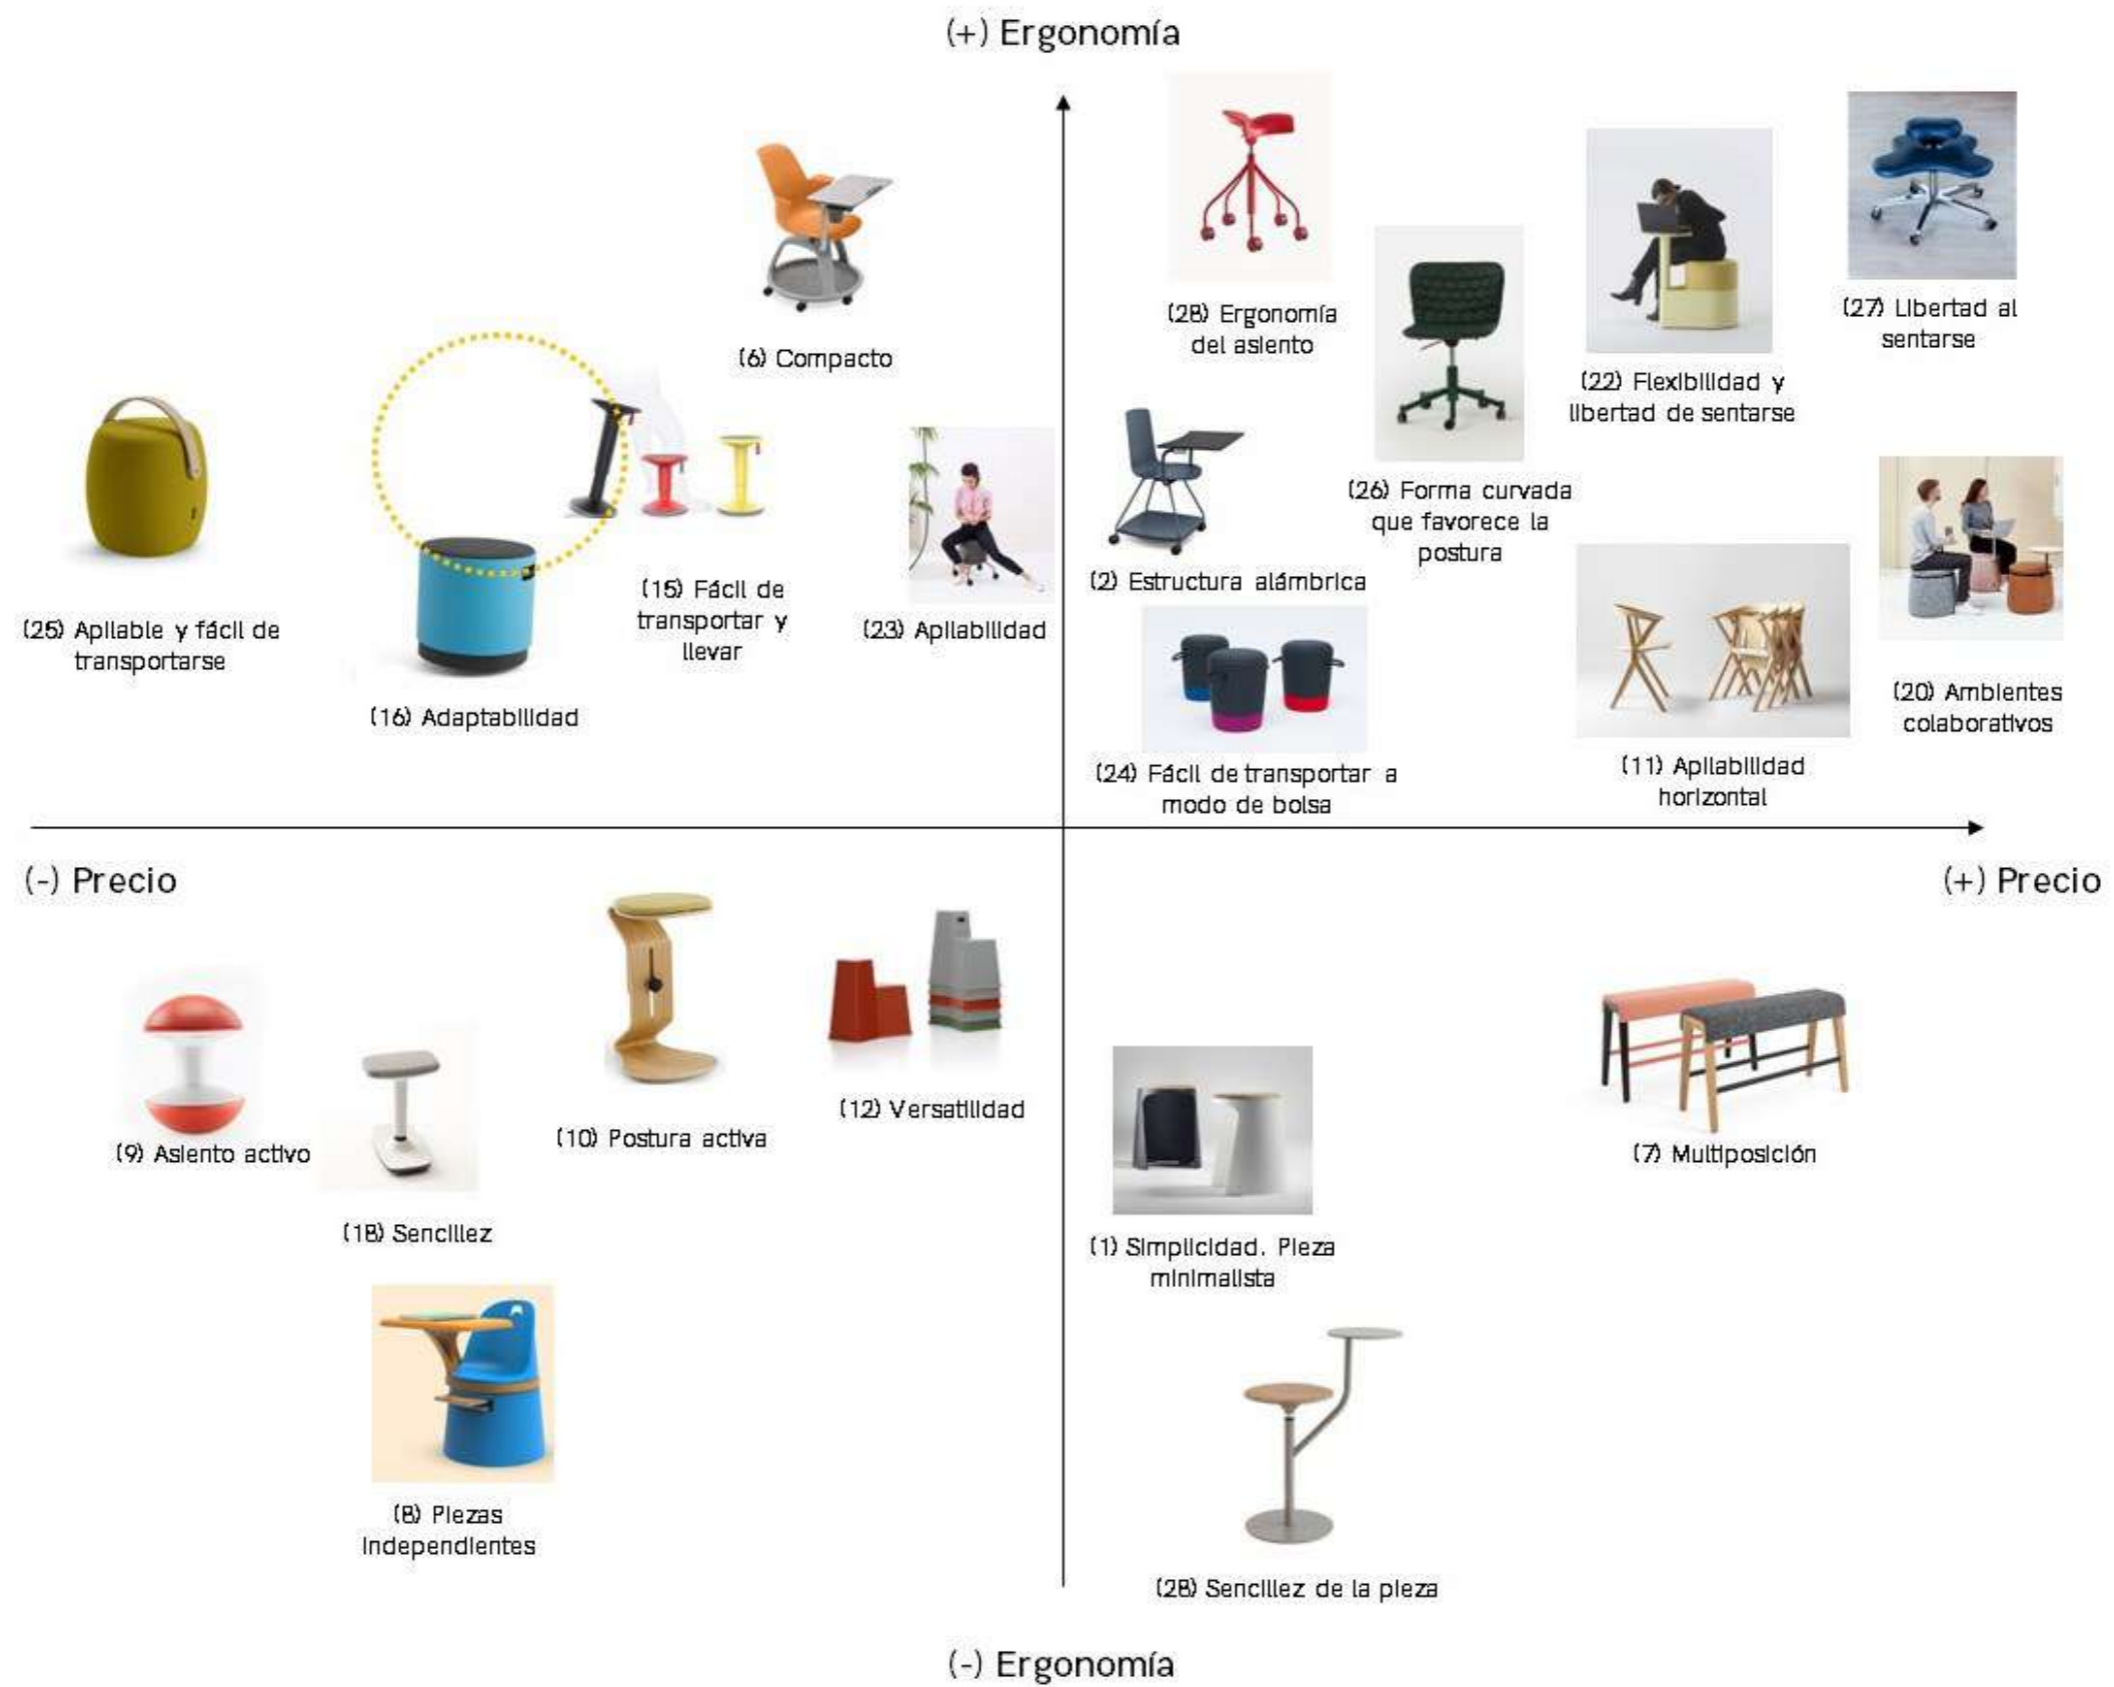 (+) Ergonomía
(28) Ergonomía
del asiento
(27) Libertad al
sentarse
(6) Compacto
(22) Flexibilidad y
libertad de sentarse
(26) Forma curvada
que favorece la
postura
(2) Estructura alámbrica
(15) Fácil de
transportar y
llevar
(25) Apilable y fácil de
transportarse
(23) Apilabilidad
(16) Adaptabilidad
(20) Ambientes
colaborativos
(24) Fácil de transportar a
modo de bolsa
(11) Apilabilidad
horizontal
(-) Precio
(+) Precio
(9) Asiento activo
(10) Postura activa
(12) Versatilidad
(7) Multiposición
(18) Sencillez
(1) Simplicidad. Pieza
minimalista
(8) Piezas
independientes
(28) Sencillez de la pieza
(-) Ergonomía